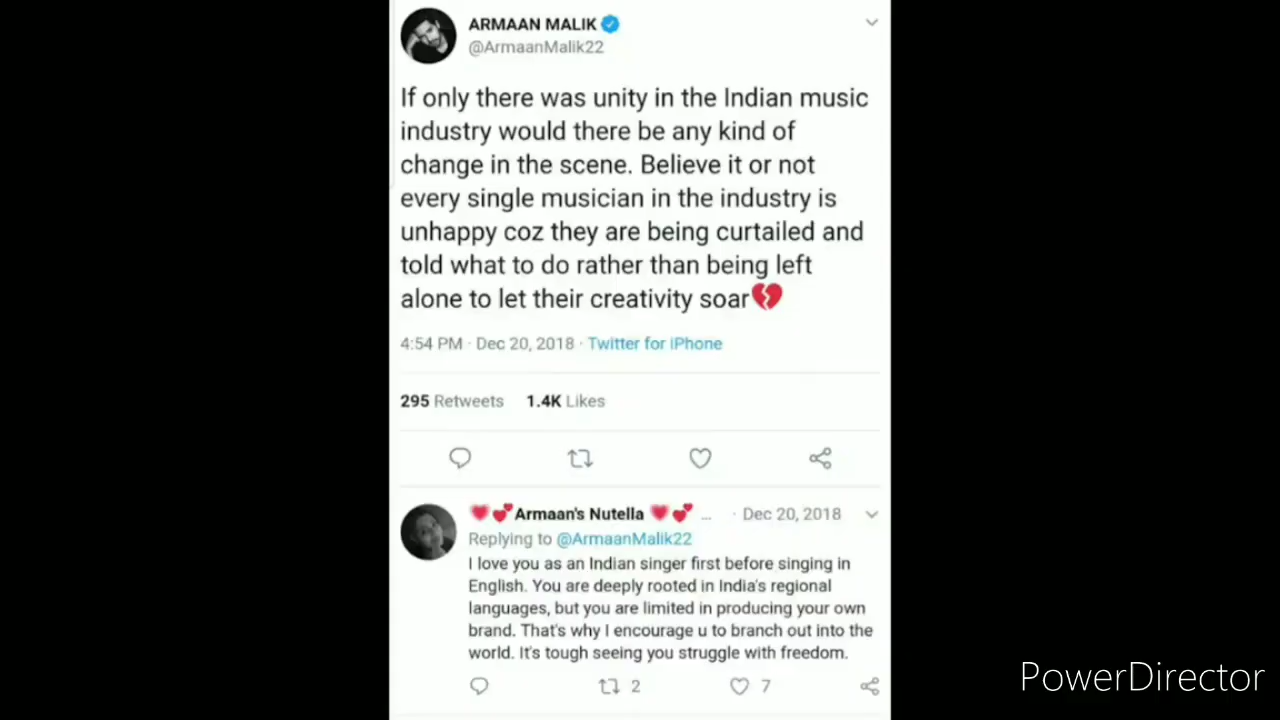 ARMAAN MALIK
@ArmaanMalik22
If only there was unity in the Indian music
industry would there be any kind of
change in the scene. Believe it or not
every single musician in the industry is
unhappy coz they are being curtailed and
told what to do rather than being left
alone to let their creativity soar💔
4:54 PM · Dec 20, 2018 · Twitter for iPhone
295 Retweets 1.4K Likes
💗💕Armaan's Nutella💗💕 ... · Dec 20, 2018
Replying to @ArmaanMalik22
I love you as an Indian singer first before singing in
English. You are deeply rooted in India's regional
languages, but you are limited in producing your own
brand. That's why I encourage u to branch out into the
world. It's tough seeing you struggle with freedom.
2 7
PowerDirector